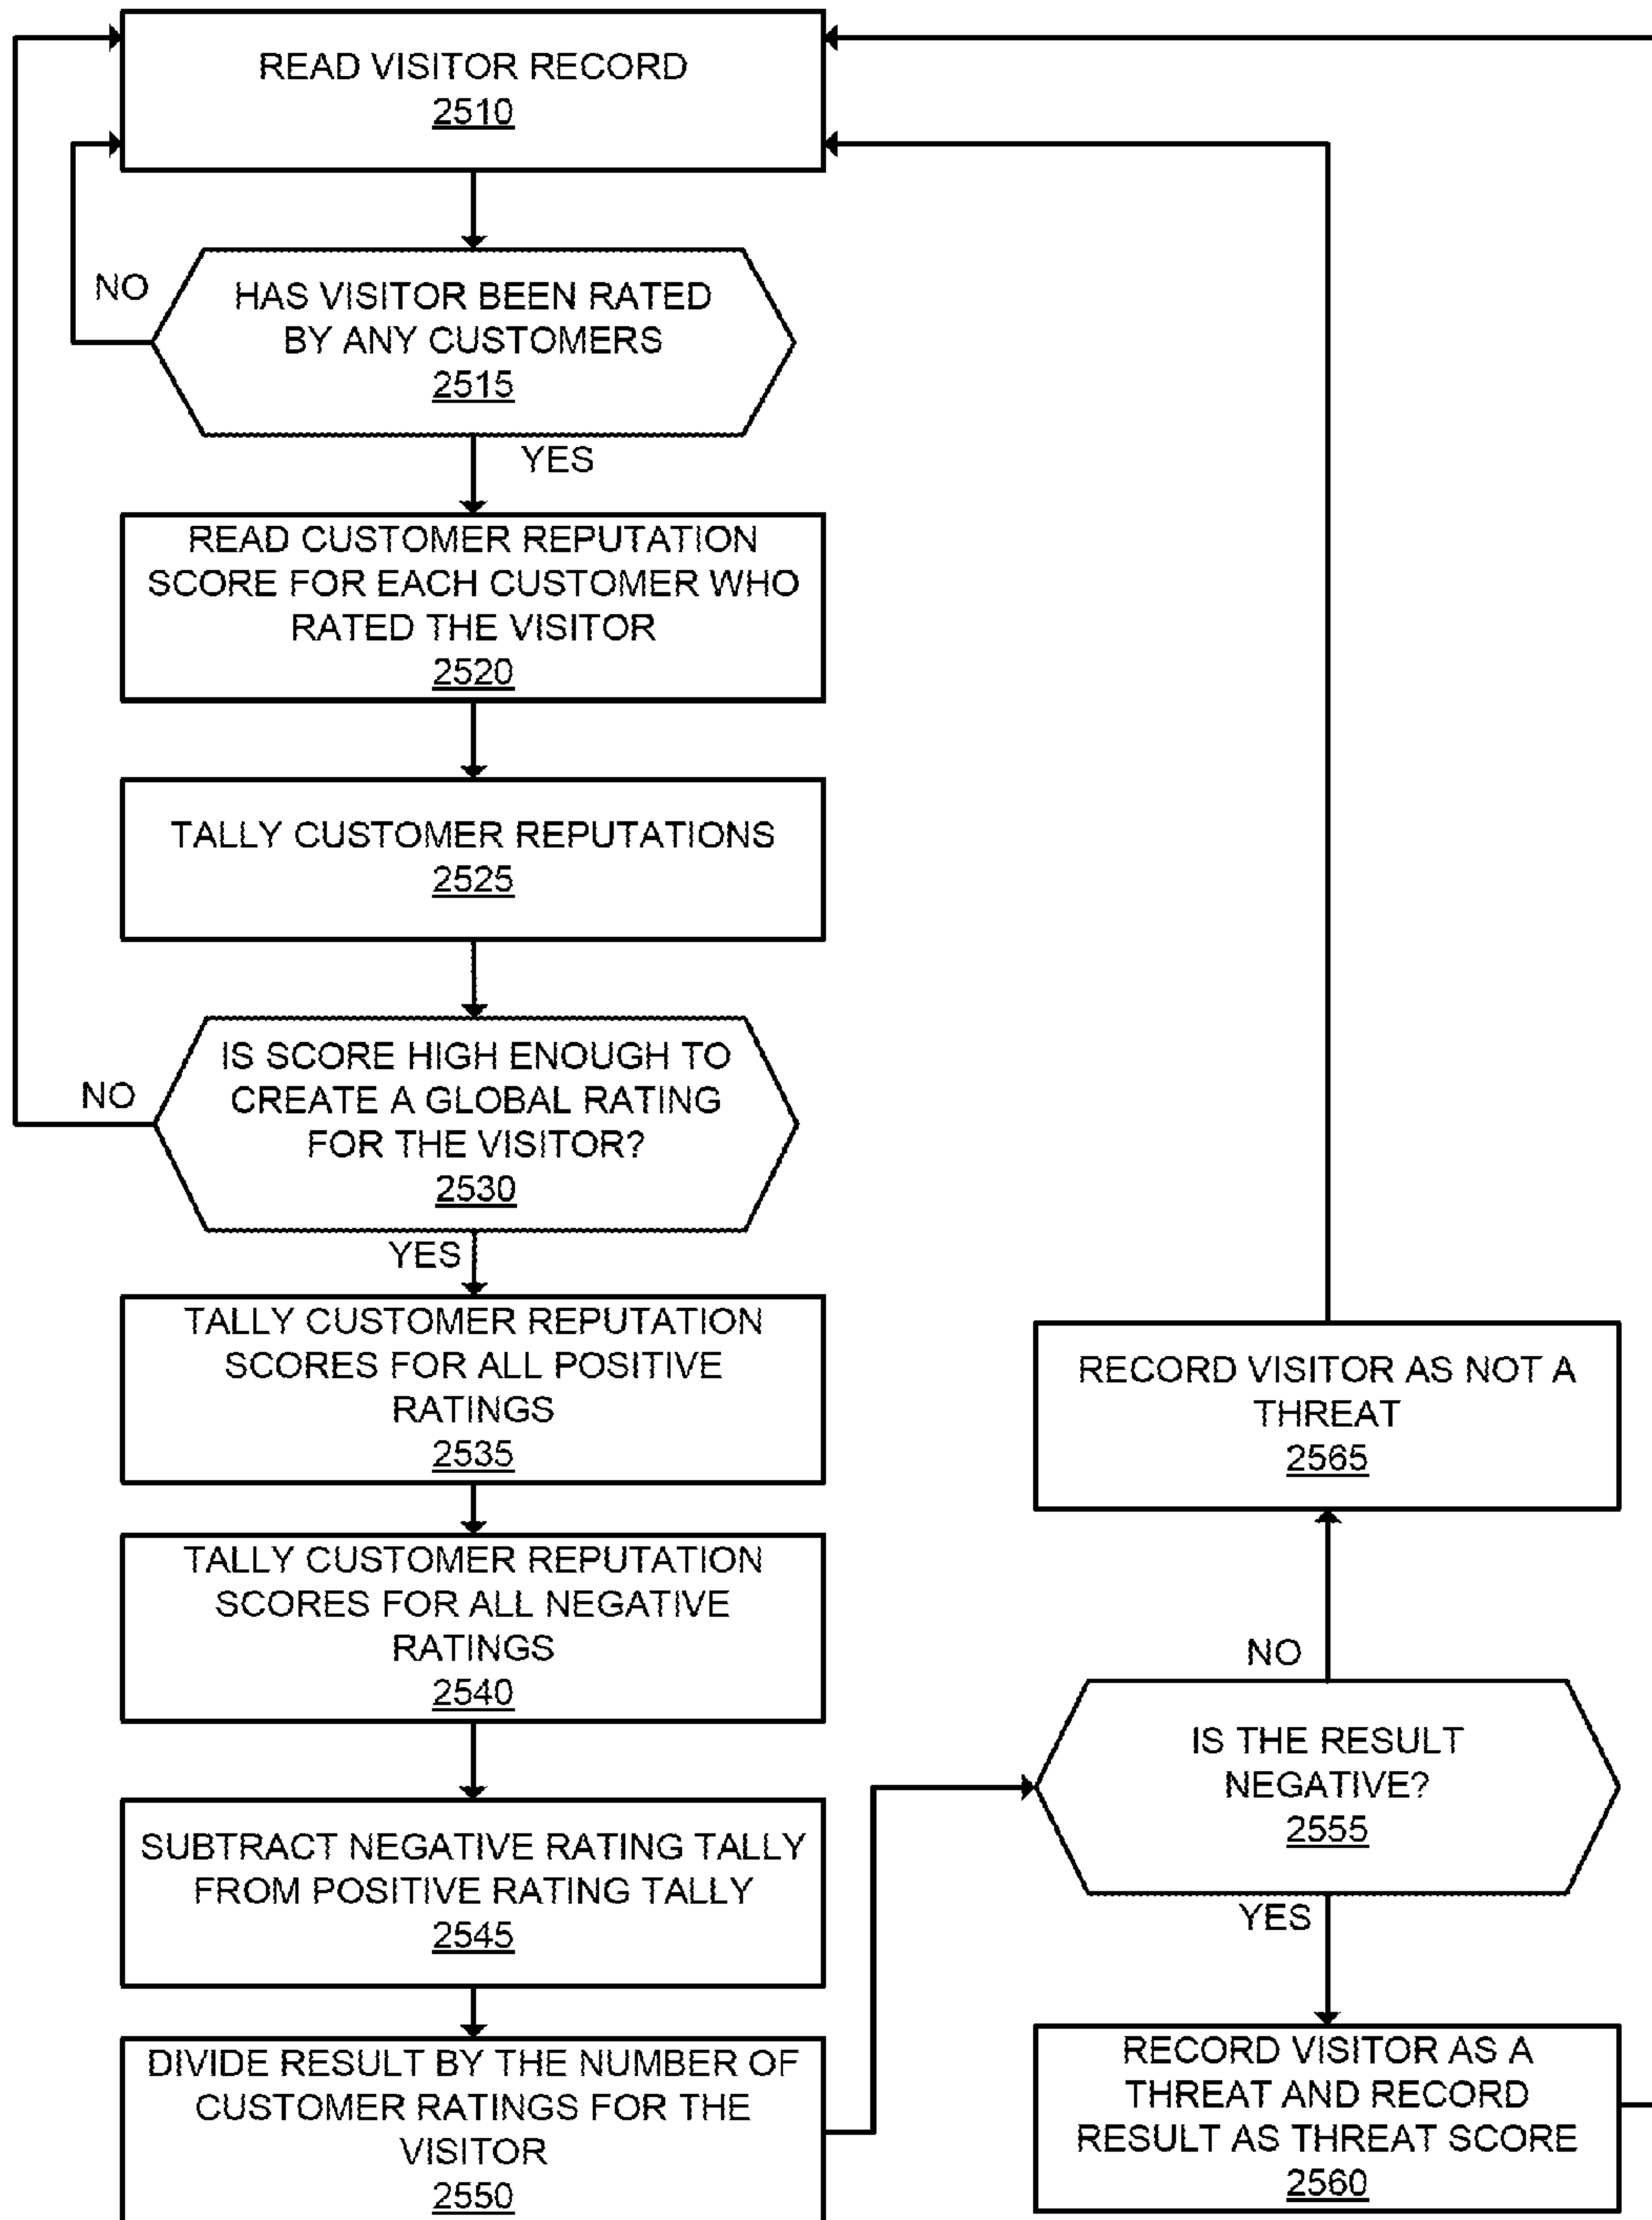 READ VISITOR RECORD
2510
NO
HAS VISITOR BEEN RATED
BY ANY CUSTOMERS
2515
YES
READ CUSTOMER REPUTATION
SCORE FOR EACH CUSTOMER WHO
RATED THE VISITOR
2520
TALLY CUSTOMER REPUTATIONS
2525
IS SCORE HIGH ENOUGH TO
CREATE A GLOBAL RATING
FOR THE VISITOR?
2530
NO
YES
TALLY CUSTOMER REPUTATION
SCORES FOR ALL POSITIVE
RATINGS
2535
TALLY CUSTOMER REPUTATION
SCORES FOR ALL NEGATIVE
RATINGS
2540
SUBTRACT NEGATIVE RATING TALLY
FROM POSITIVE RATING TALLY
2545
DIVIDE RESULT BY THE NUMBER OF
CUSTOMER RATINGS FOR THE
VISITOR
2550
RECORD VISITOR AS NOT A
THREAT
2565
NO
IS THE RESULT
NEGATIVE?
2555
YES
RECORD VISITOR AS A
THREAT AND RECORD
RESULT AS THREAT SCORE
2560